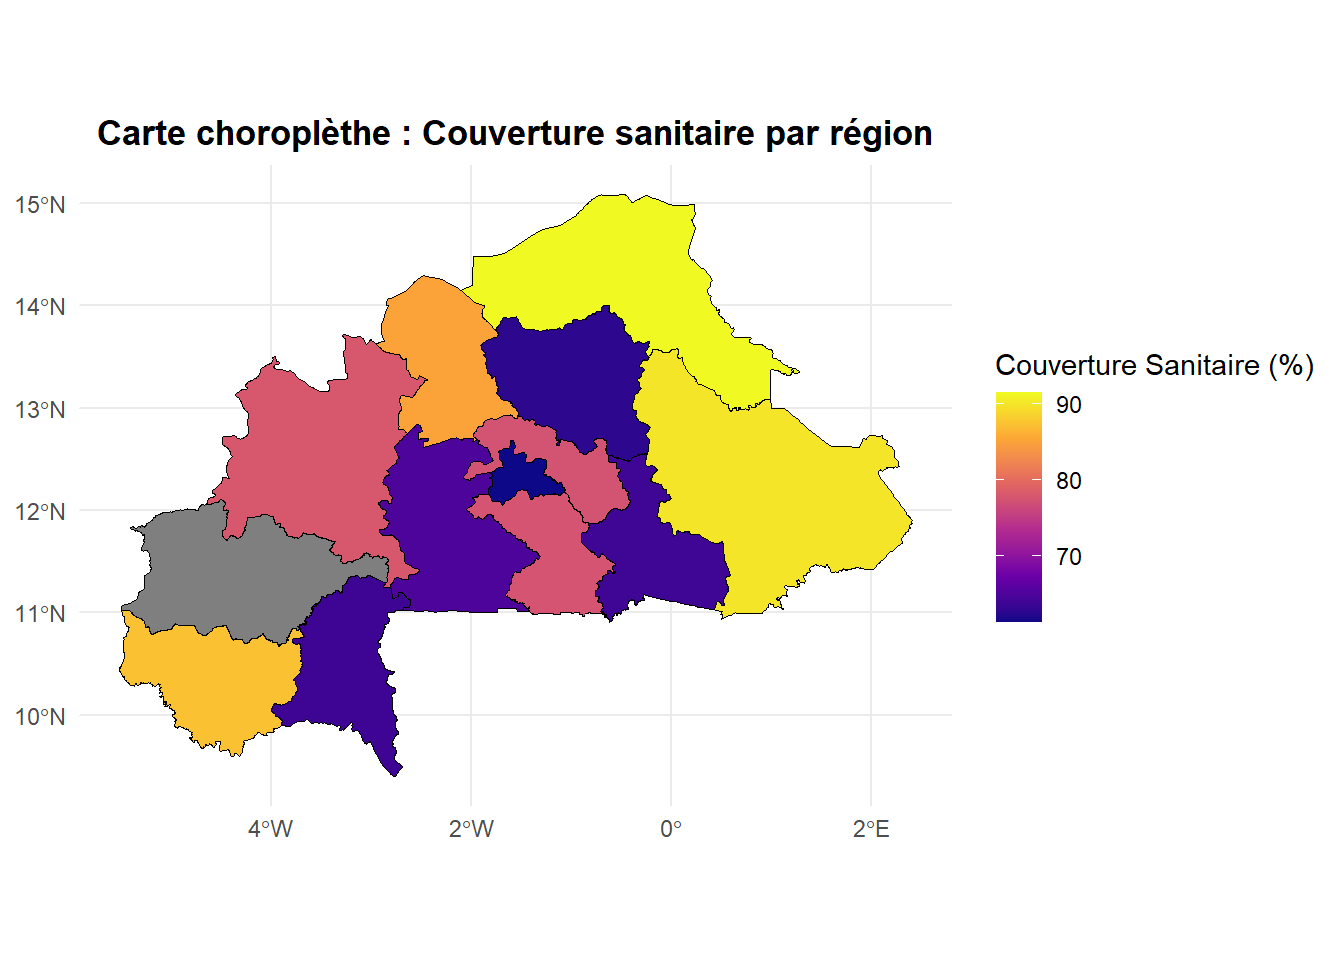 Carte choroplèthe : Couverture sanitaire par région
15°N
14°N
13°N
12°N
11°N
10°N
4°W
2°W
0°
2°E
Couverture Sanitaire (%)
90
80
70